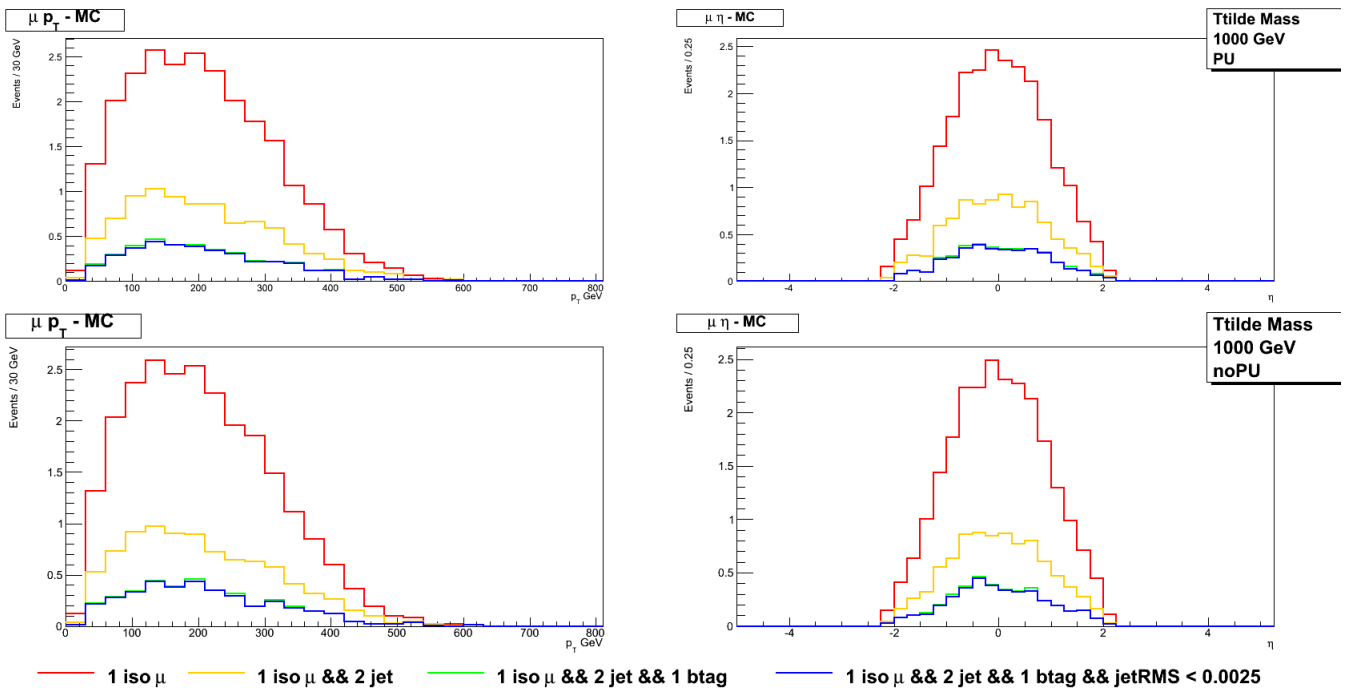 μ p_T - MC
Events / 30 GeV
2.5
2
1.5
1
0.5
0
0 100 200 300 400 500 600 700 800
p_T GeV
μ η - MC
Ttilde Mass
1000 GeV
PU
Events / 0.25
2.5
2
1.5
1
0.5
0
-4 -2 0 2 4
η
μ p_T - MC
Events / 30 GeV
2.5
2
1.5
1
0.5
0
0 100 200 300 400 500 600 700 800
p_T GeV
μ η - MC
Ttilde Mass
1000 GeV
noPU
Events / 0.25
2.5
2
1.5
1
0.5
0
-4 -2 0 2 4
η
1 iso μ 1 iso μ && 2 jet 1 iso μ && 2 jet && 1 btag 1 iso μ && 2 jet && 1 btag && jetRMS < 0.0025